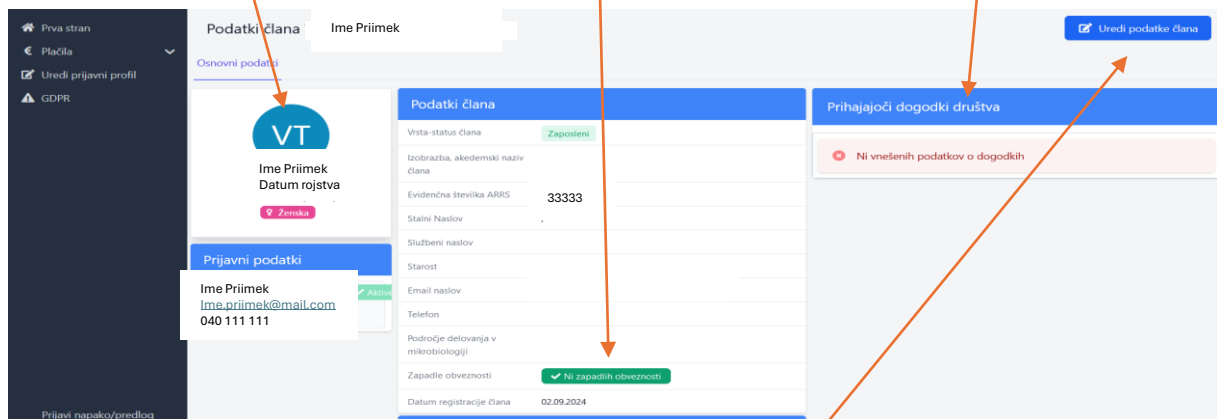 Prva stran
Plačila
Uredi prijavni profil
GDPR
Prijavi napako/predlog
Podatki člana
Ime Priimek
Uredi podatke člana
Osnovni podatki
VT
Ime Priimek
Datum rojstva
Ženska
Prijavni podatki
Ime Priimek
Ime.priimek@mail.com
040 111 111
Podatki člana
Vrsta-status člana Zaposleni
Izobrazba, akedemski naziv
člana
Evidenčna številka ARRS 33333
Stalni Naslov ,
Službeni naslov
Starost
Email naslov
Telefon
Področje delovanja v
mikrobiologiji
Zapadle obveznosti Ni zapadlih obveznosti
Datum registracije člana 02.09.2024
Prihajajoči dogodki društva
Ni vnešenih podatkov o dogodkih